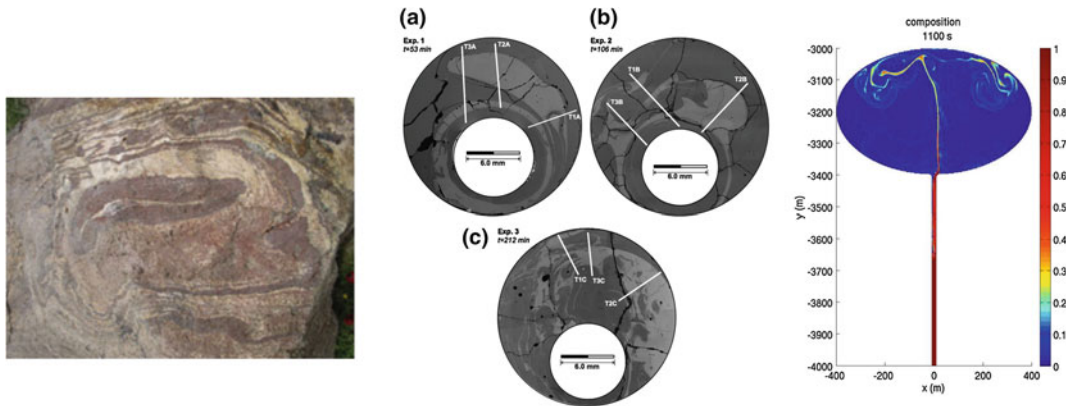 (a)
Exp. 1
t=53 min
T3A
T2A
T1A
6.0 mm
(b)
Exp. 2
t=106 min
T1B
T2B
T3B
6.0 mm
(c)
Exp. 3
t=212 min
T1C
T3C
T2C
6.0 mm
composition
1100 s
-3000
-3100
-3200
-3300
-3400
-3500
-3600
-3700
-3800
-3900
-4000
y (m)
-400
-200
0
200
400
x (m)
1
0.9
0.8
0.7
0.6
0.5
0.4
0.3
0.2
0.1
0